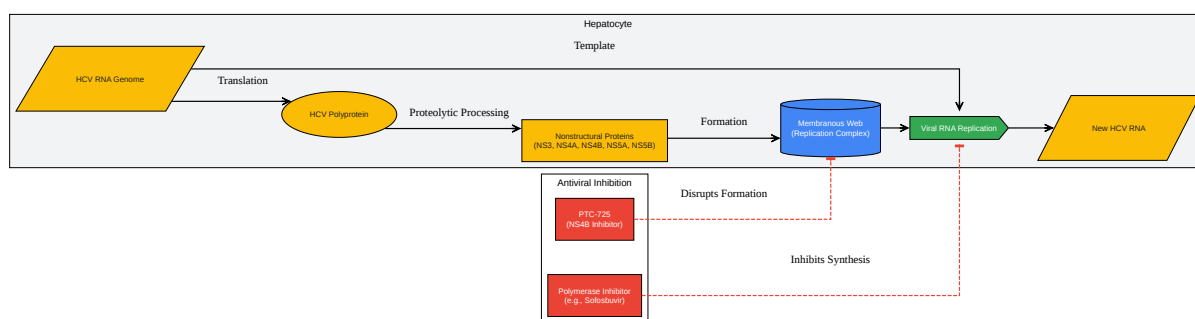 Hepatocyte
Template
HCV RNA Genome
Translation
HCV Polyprotein
Proteolytic Processing
Nonstructural Proteins
(NS3, NS4A, NS4B, NS5A, NS5B)
Formation
Membranous Web
(Replication Complex)
Viral RNA Replication
New HCV RNA
Antiviral Inhibition
PTC-725
(NS4B Inhibitor)
Disrupts Formation
Polymerase Inhibitor
(e.g., Sofosbuvir)
Inhibits Synthesis